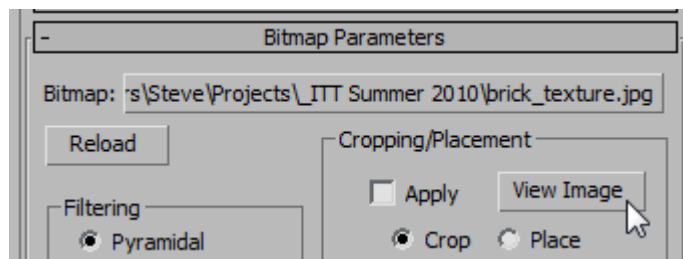 - Bitmap Parameters
Bitmap: rs\Steve\Projects\_ITT Summer 2010\brick_texture.jpg
Reload
Cropping/Placement
Apply View Image
Filtering
Pyramidal
Crop Place